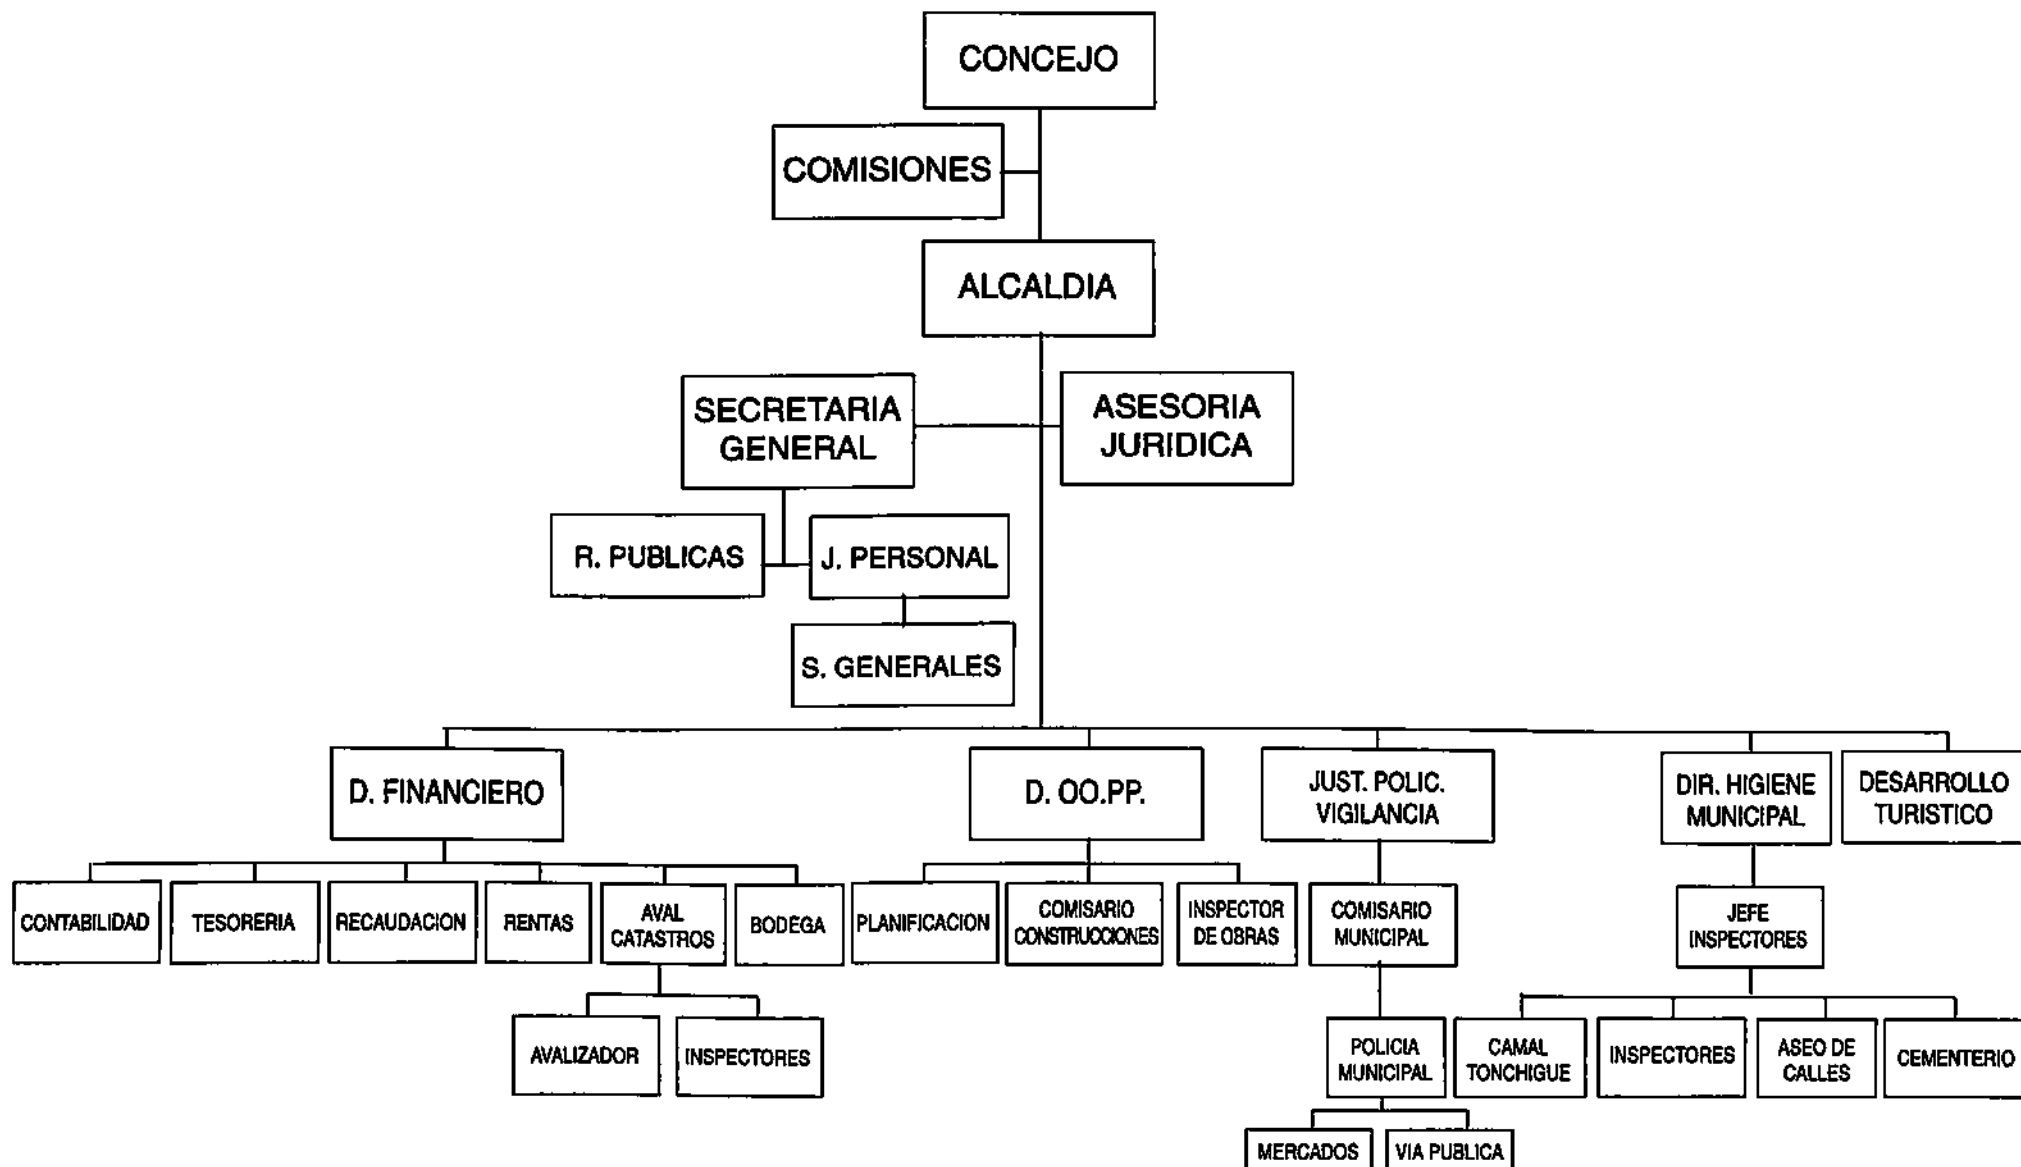 CONCEJO
COMISIONES
ALCALDIA
SECRETARIA
GENERAL
ASESORIA
JURIDICA
R. PUBLICAS
J. PERSONAL
S. GENERALES
D. FINANCIERO
D. OO.PP.
JUST. POLIC.
VIGILANCIA
DIR. HIGIENE
MUNICIPAL
DESARROLLO
TURISTICO
CONTABILIDAD
TESORERIA
RECAUDACION
RENTAS
AVAL
CATASTROS
BODEGA
PLANIFICACION
COMISARIO
CONSTRUCCIONES
INSPECTOR
DE OBRAS
COMISARIO
MUNICIPAL
JEFE
INSPECTORES
AVALIZADOR
INSPECTORES
POLICIA
MUNICIPAL
CAMAL
TONCHIGUE
INSPECTORES
ASEO DE
CALLES
CEMENTERIO
MERCADOS
VIA PUBLICA